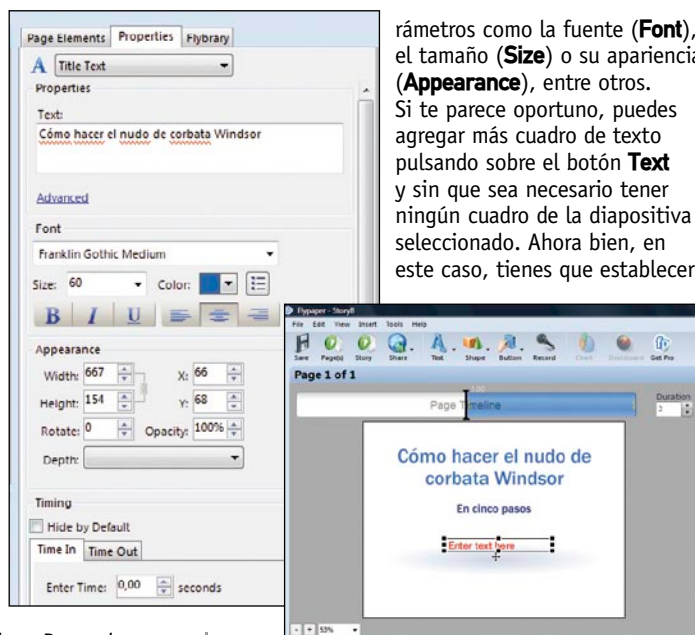 Page Elements Properties Flybrary
Title Text
Properties
Text:
Cómo hacer el nudo de corbata Windsor
Advanced
Font
Franklin Gothic Medium
Size: 60 Color:
B I U
Appearance
Width: 667 X: 66
Height: 154 Y: 68
Rotate: 0 Opacity: 100%
Depth:
Timing
Hide by Default
Time In Time Out
Enter Time: 0,00 seconds
rámetros como la fuente (Font),
el tamaño (Size) o su apariencia
(Appearance), entre otros.
Si te parece oportuno, puedes
agregar más cuadro de texto
pulsando sobre el botón Text
y sin que sea necesario tener
ningún cuadro de la diapositiva
seleccionado. Ahora bien, en
este caso, tienes que establecer
Flypaper - Story8
File Edit View Insert Tools Help
Save Page(s) Story Share Text Shape Button Record Chart Get Pro
Page 1 of 1
Page Timeline
Duration
2
Cómo hacer el nudo de
corbata Windsor
En cinco pasos
Enter text here
- + 53%